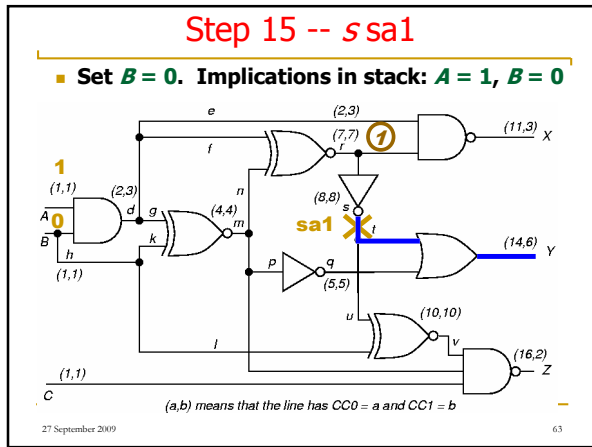 Step 15 -- s sa1
Set B = 0. Implications in stack: A = 1, B = 0
e
(2,3)
(11,3)
X
f
(7,7)
r
1
1
(1,1)
(2,3)
n
(8,8)
A
d
g
(4,4)
m
s
0
sa1
t
(14,6)
B
k
Y
h
p
q
(1,1)
(5,5)
(10,10)
u
v
l
(16,2)
(1,1)
Z
C
(a,b) means that the line has CC0 = a and CC1 = b
27 September 2009
63